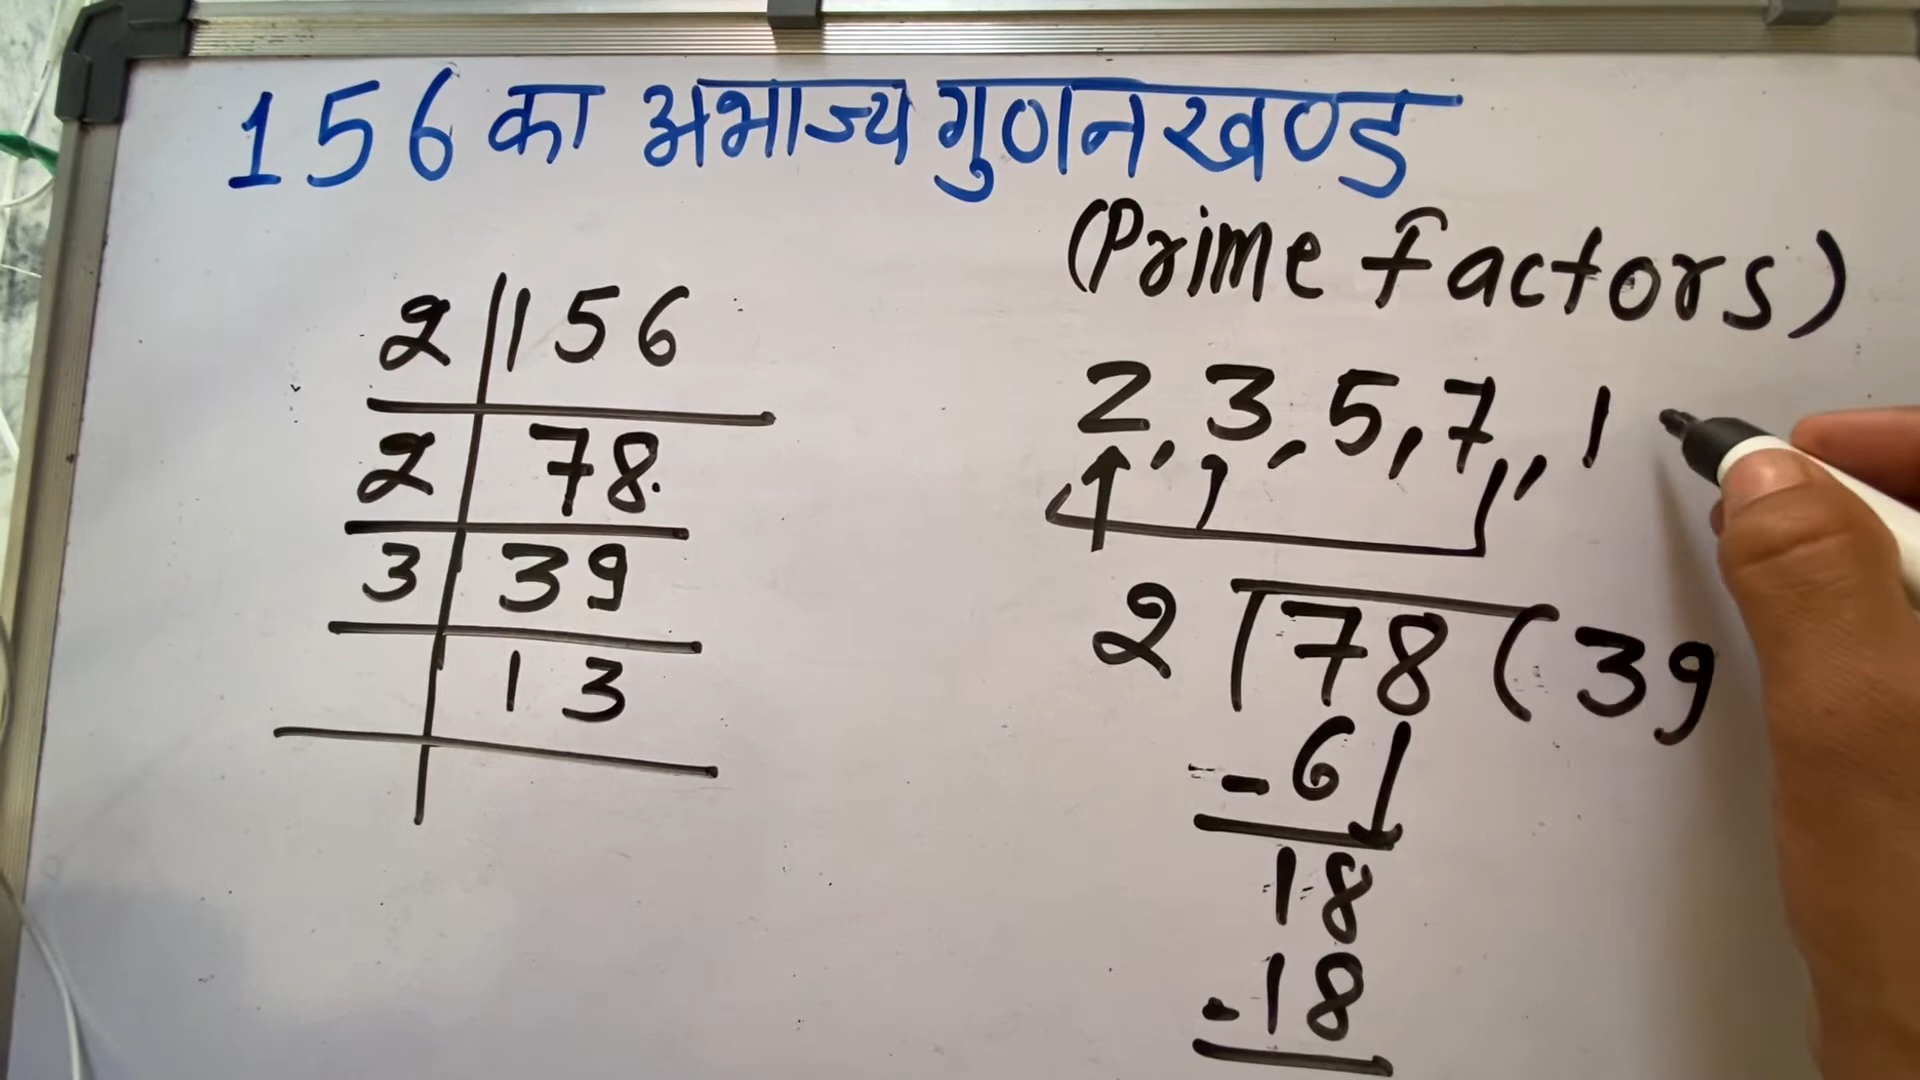 156 का अभाज्य गुणनखण्ड
(Prime factors)
2 156
2 78
3 39
13
2, 3, 5, 7, , 1
2 78 ( 39
- 6
18
- 18